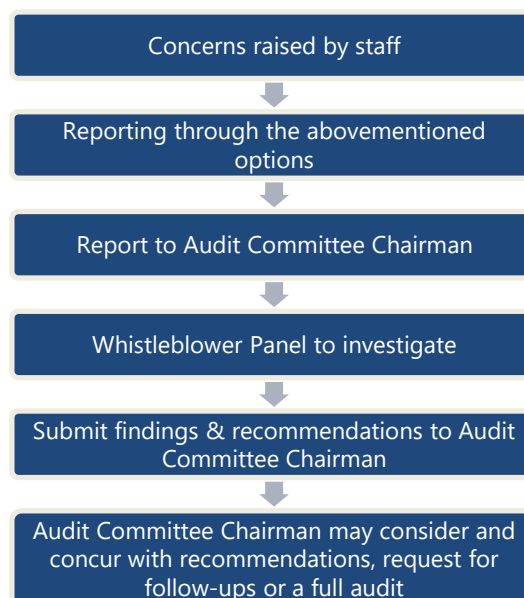 Concerns raised by staff
Reporting through the abovementioned
options
Report to Audit Committee Chairman
Whistleblower Panel to investigate
Submit findings & recommendations to Audit
Committee Chairman
Audit Committee Chairman may consider and
concur with recommendations, request for
follow-ups or a full audit